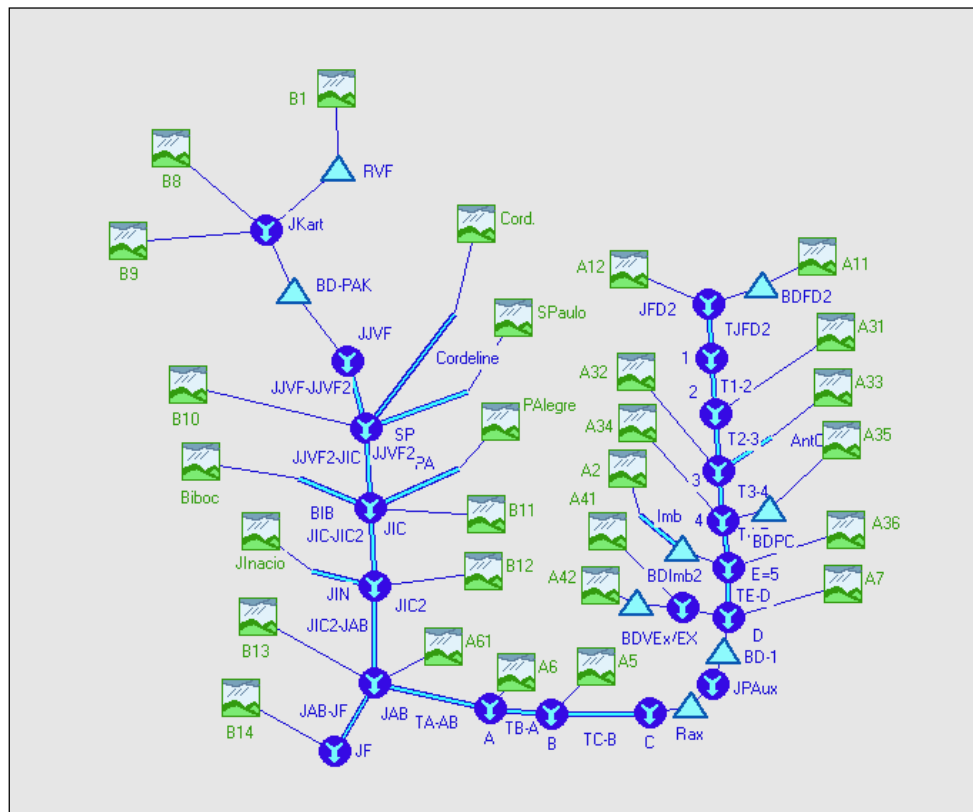 B1
B8
RVF
Cord.
JKart
B9
A12
A11
BD-PAK
BDFD2
JFD2
TJFD2
SPaulo
JJVF
A31
1
Cordeline
A32
T1-2
JJVF-JJVF2
2
A33
PAlegre
B10
A34
SP
T2-3
AntC
A35
JJVF2-JIC
JJVF2
PA
A2
3
Biboc
T3-4
A41
BIB
JIC
B11
Imb
4
A36
JIC-JIC2
BDPC
JInacio
B12
A42
BDImb2
E=5
JIN
JIC2
TE-D
A7
JIC2-JAB
BDVEx/EX
D
B13
A61
A6
A5
BD-1
JPAux
JAB-JF
JAB
TA-AB
B14
A
TB-A
B
TC-B
C
Rax
JF